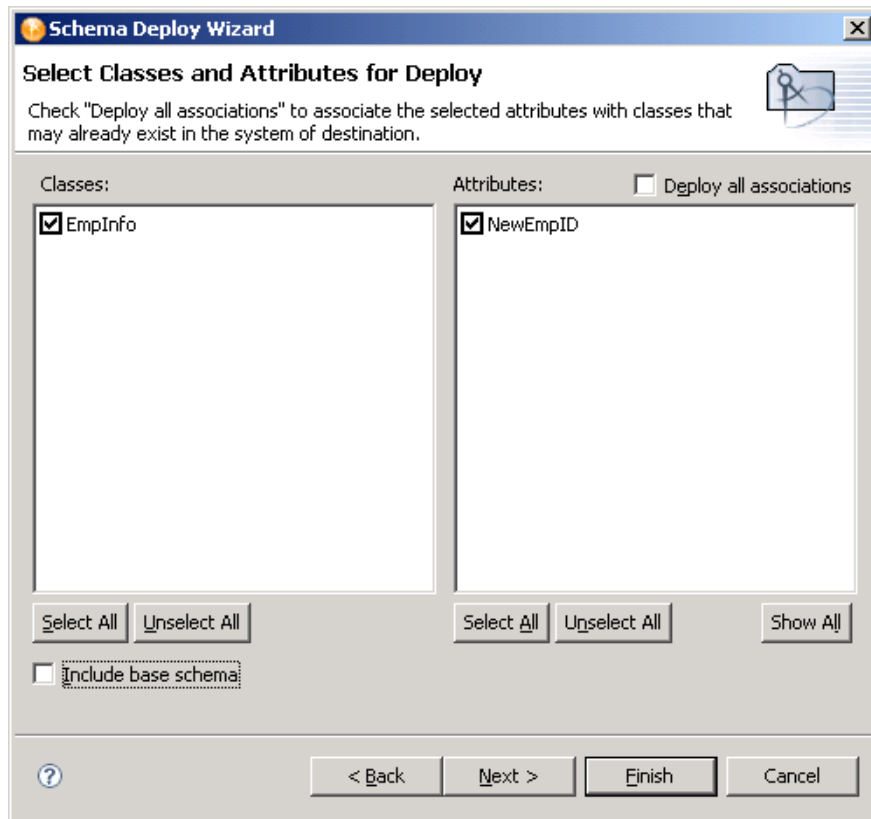 Schema Deploy Wizard
Select Classes and Attributes for Deploy
Check "Deploy all associations" to associate the selected attributes with classes that
may already exist in the system of destination.
Classes:
Attributes:
Deploy all associations
EmpInfo
NewEmpID
Select All
Unselect All
Select All
Unselect All
Show All
Include base schema
?
< Back
Next >
Finish
Cancel